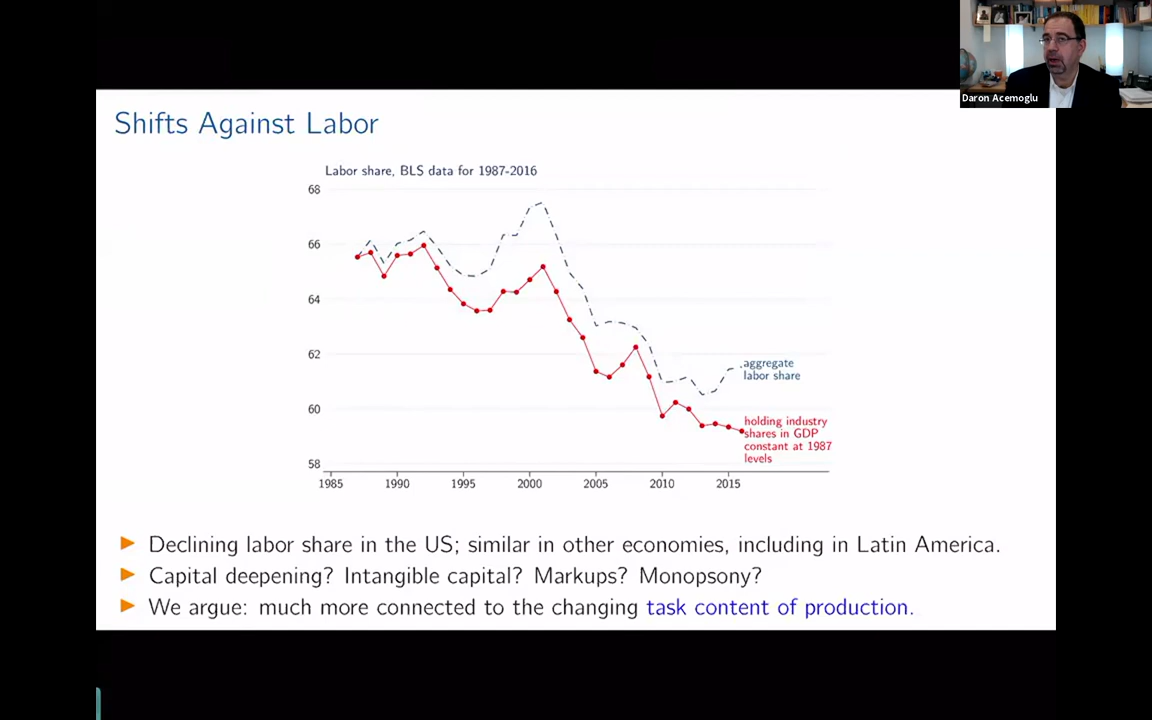 Daron Acemoglu
Shifts Against Labor
Labor share, BLS data for 1987-2016
68
66
64
62
60
58
1985
1990
1995
2000
2005
2010
2015
aggregate
labor share
holding industry
shares in GDP
constant at 1987
levels
Declining labor share in the US; similar in other economies, including in Latin America.
Capital deepening? Intangible capital? Markups? Monopsony?
We argue: much more connected to the changing task content of production.